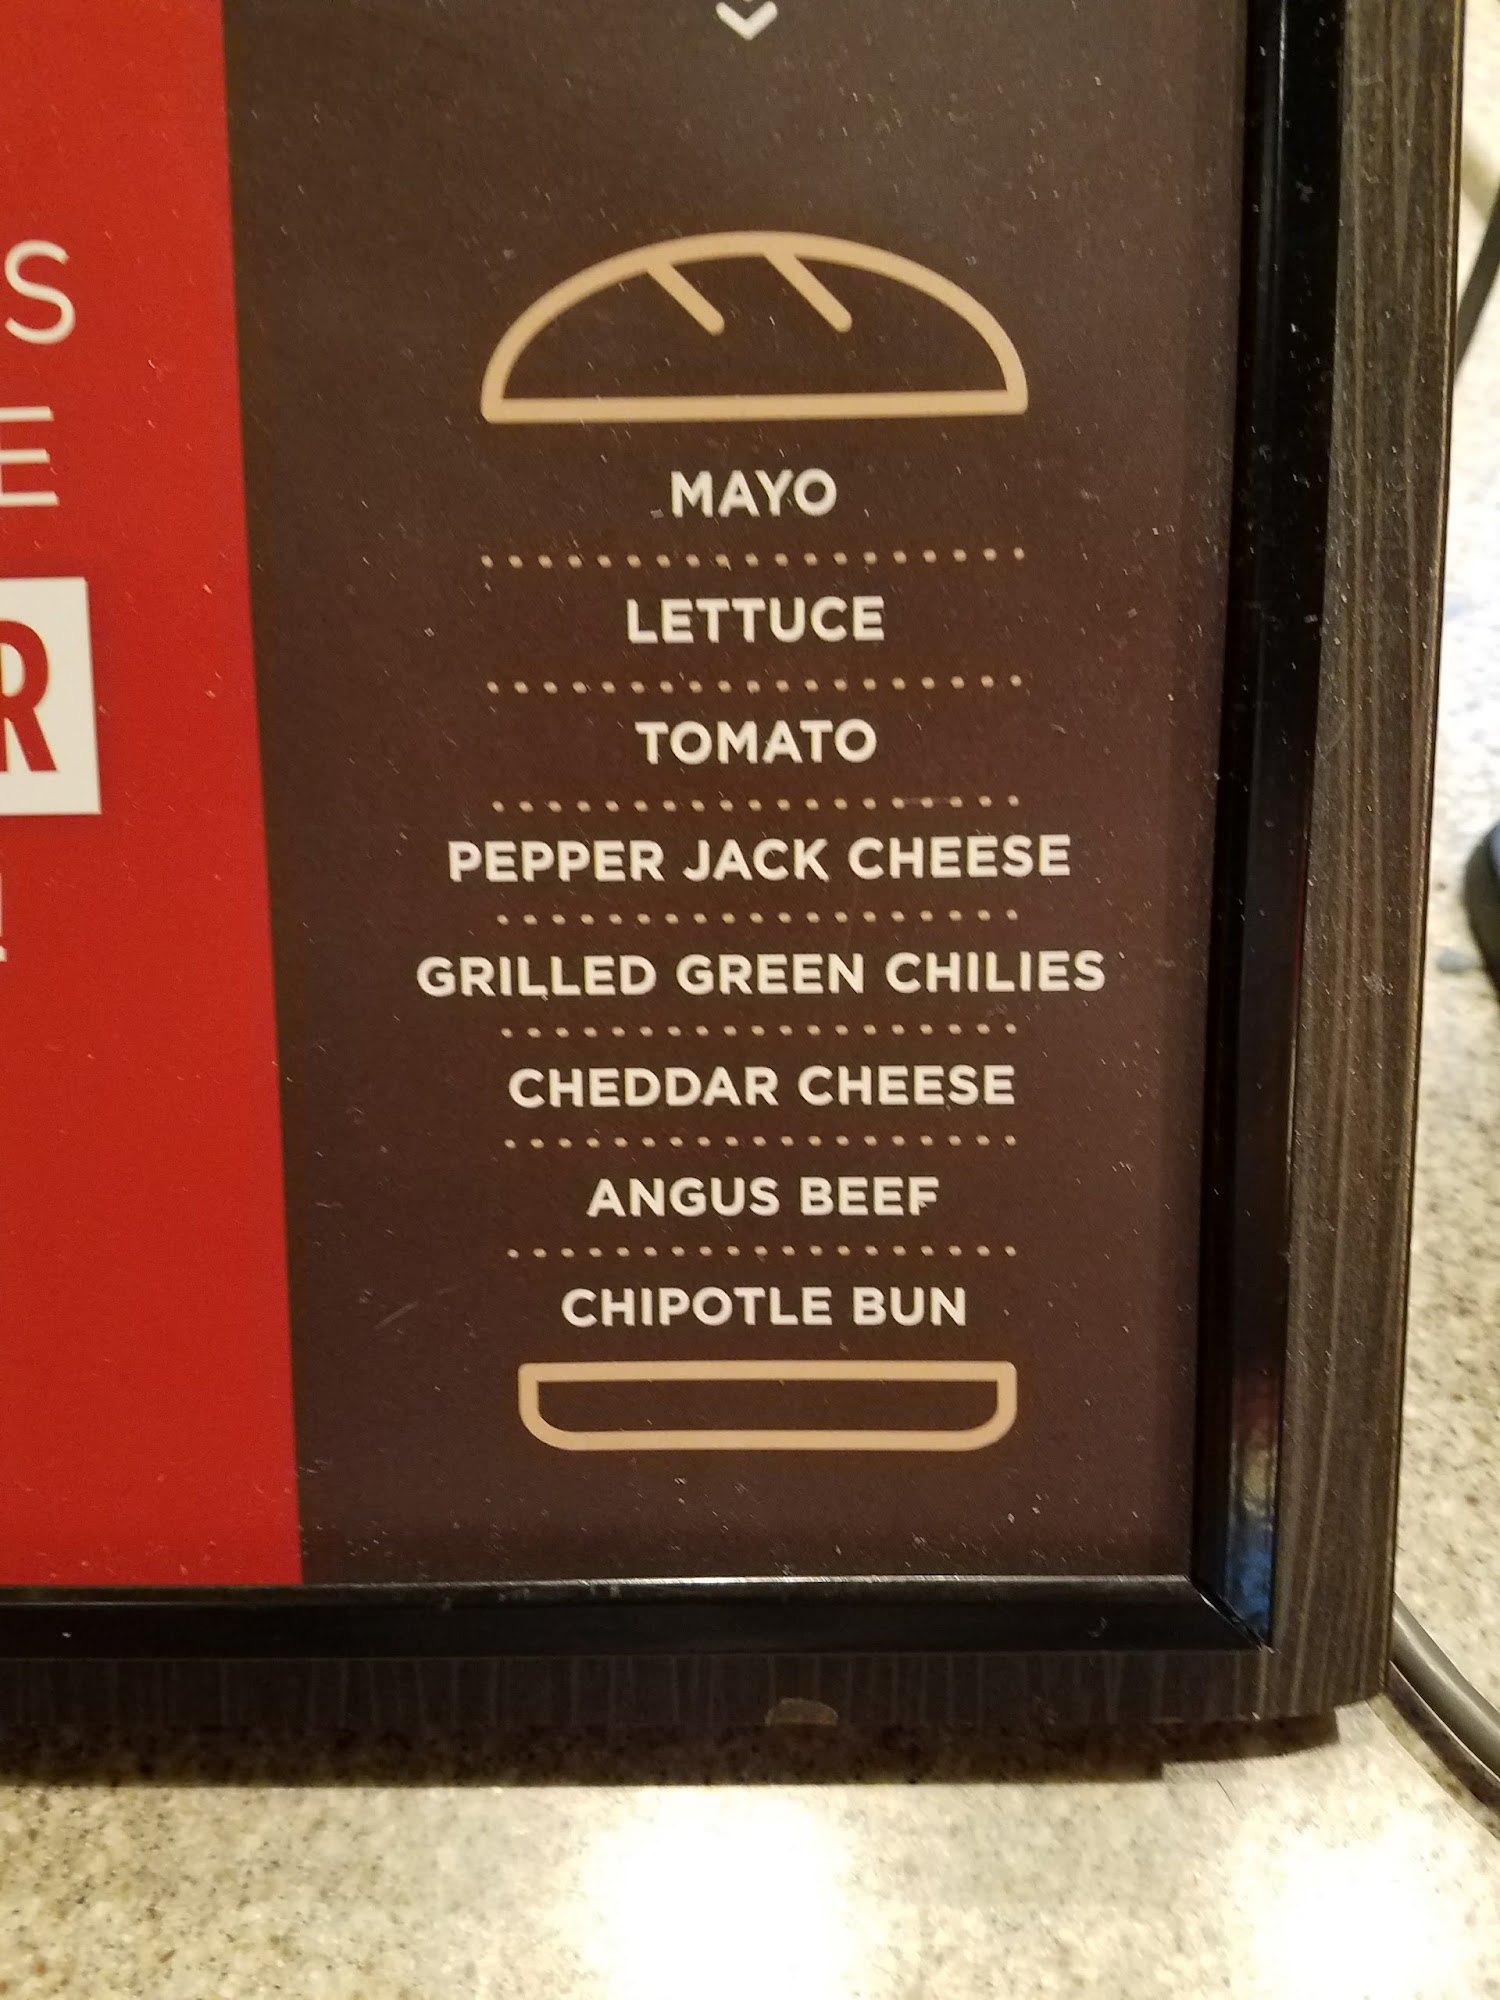 S
E
R
!
MAYO
LETTUCE
TOMATO
PEPPER JACK CHEESE
GRILLED GREEN CHILIES
CHEDDAR CHEESE
ANGUS BEEF
CHIPOTLE BUN